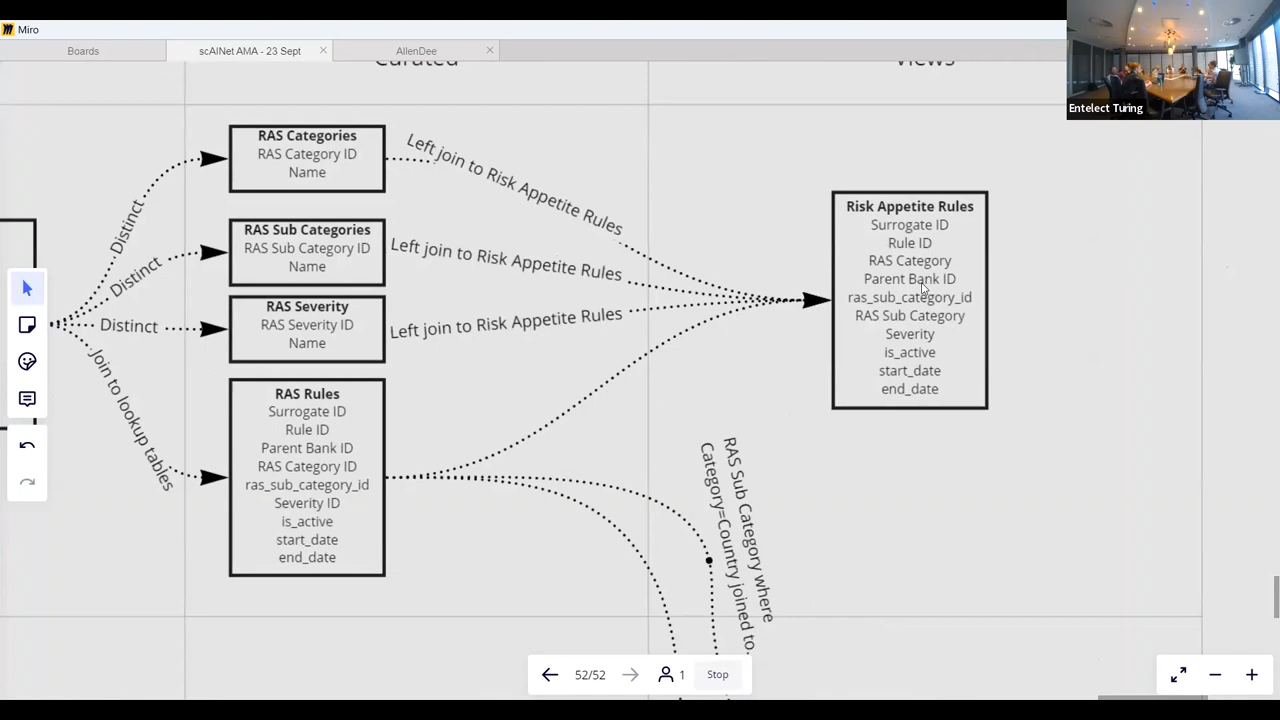 Miro
Boards
scAINet AMA - 23 Sept
AllenDee
Entelect Turing
Curated
Views
RAS Categories
RAS Category ID
Name
Left join to Risk Appetite Rules
Distinct
RAS Sub Categories
RAS Sub Category ID
Name
Left join to Risk Appetite Rules
Distinct
RAS Severity
RAS Severity ID
Name
Left join to Risk Appetite Rules
Distinct
Join to lookup tables
RAS Rules
Surrogate ID
Rule ID
Parent Bank ID
RAS Category ID
ras_sub_category_id
Severity ID
is_active
start_date
end_date
Risk Appetite Rules
Surrogate ID
Rule ID
RAS Category
Parent Bank ID
ras_sub_category_id
RAS Sub Category
Severity
is_active
start_date
end_date
RAS Sub Category where
Category=Country joined to
52/52
1
Stop